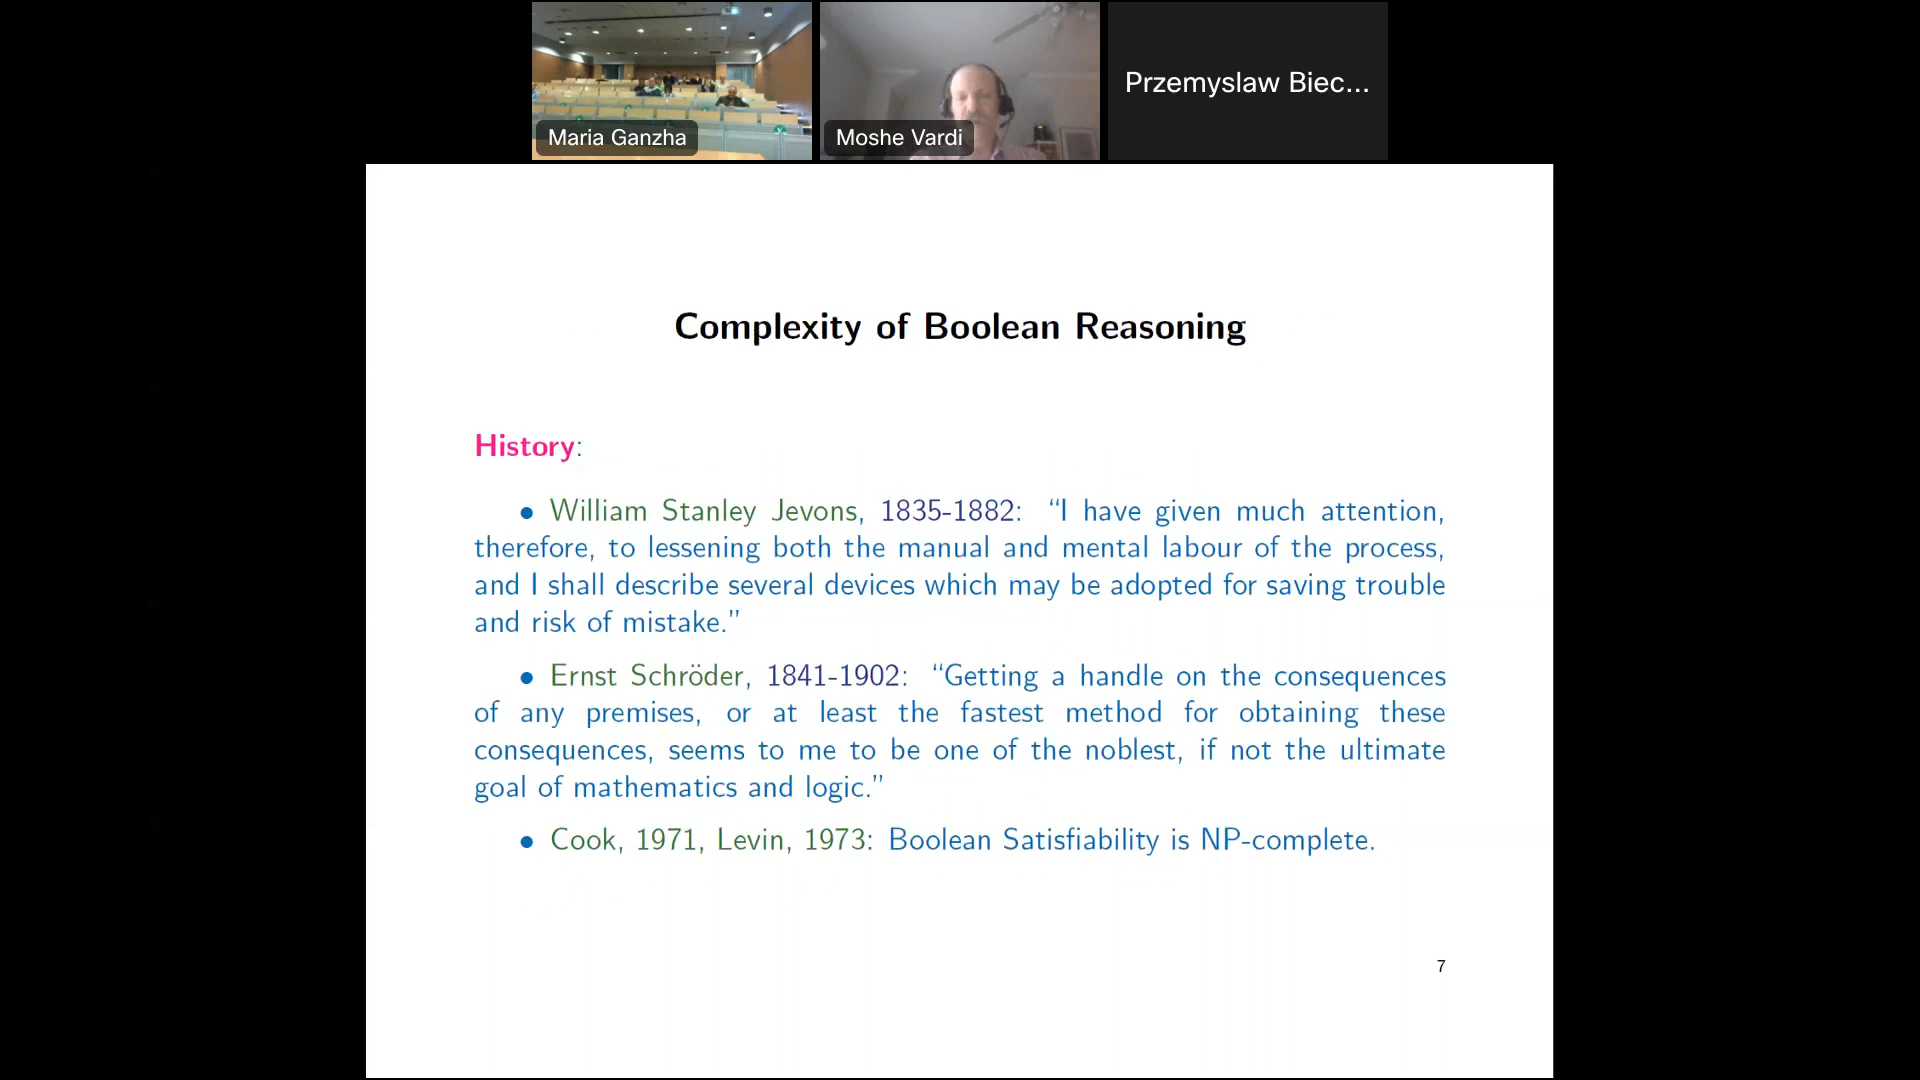 Maria Ganzha
Moshe Vardi
Przemyslaw Biec...
Complexity of Boolean Reasoning
History:
• William Stanley Jevons, 1835-1882: “I have given much attention,
therefore, to lessening both the manual and mental labour of the process,
and I shall describe several devices which may be adopted for saving trouble
and risk of mistake.”
• Ernst Schröder, 1841-1902: “Getting a handle on the consequences
of any premises, or at least the fastest method for obtaining these
consequences, seems to me to be one of the noblest, if not the ultimate
goal of mathematics and logic.”
• Cook, 1971, Levin, 1973: Boolean Satisfiability is NP-complete.
7